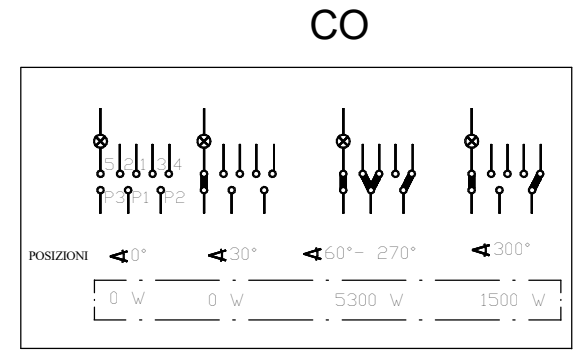 CO
5 2 1 3 4
P3 P1 P2
POSIZIONI ∢0° ∢30° ∢60°- 270° ∢300°
0 W 0 W 5300 W 1500 W